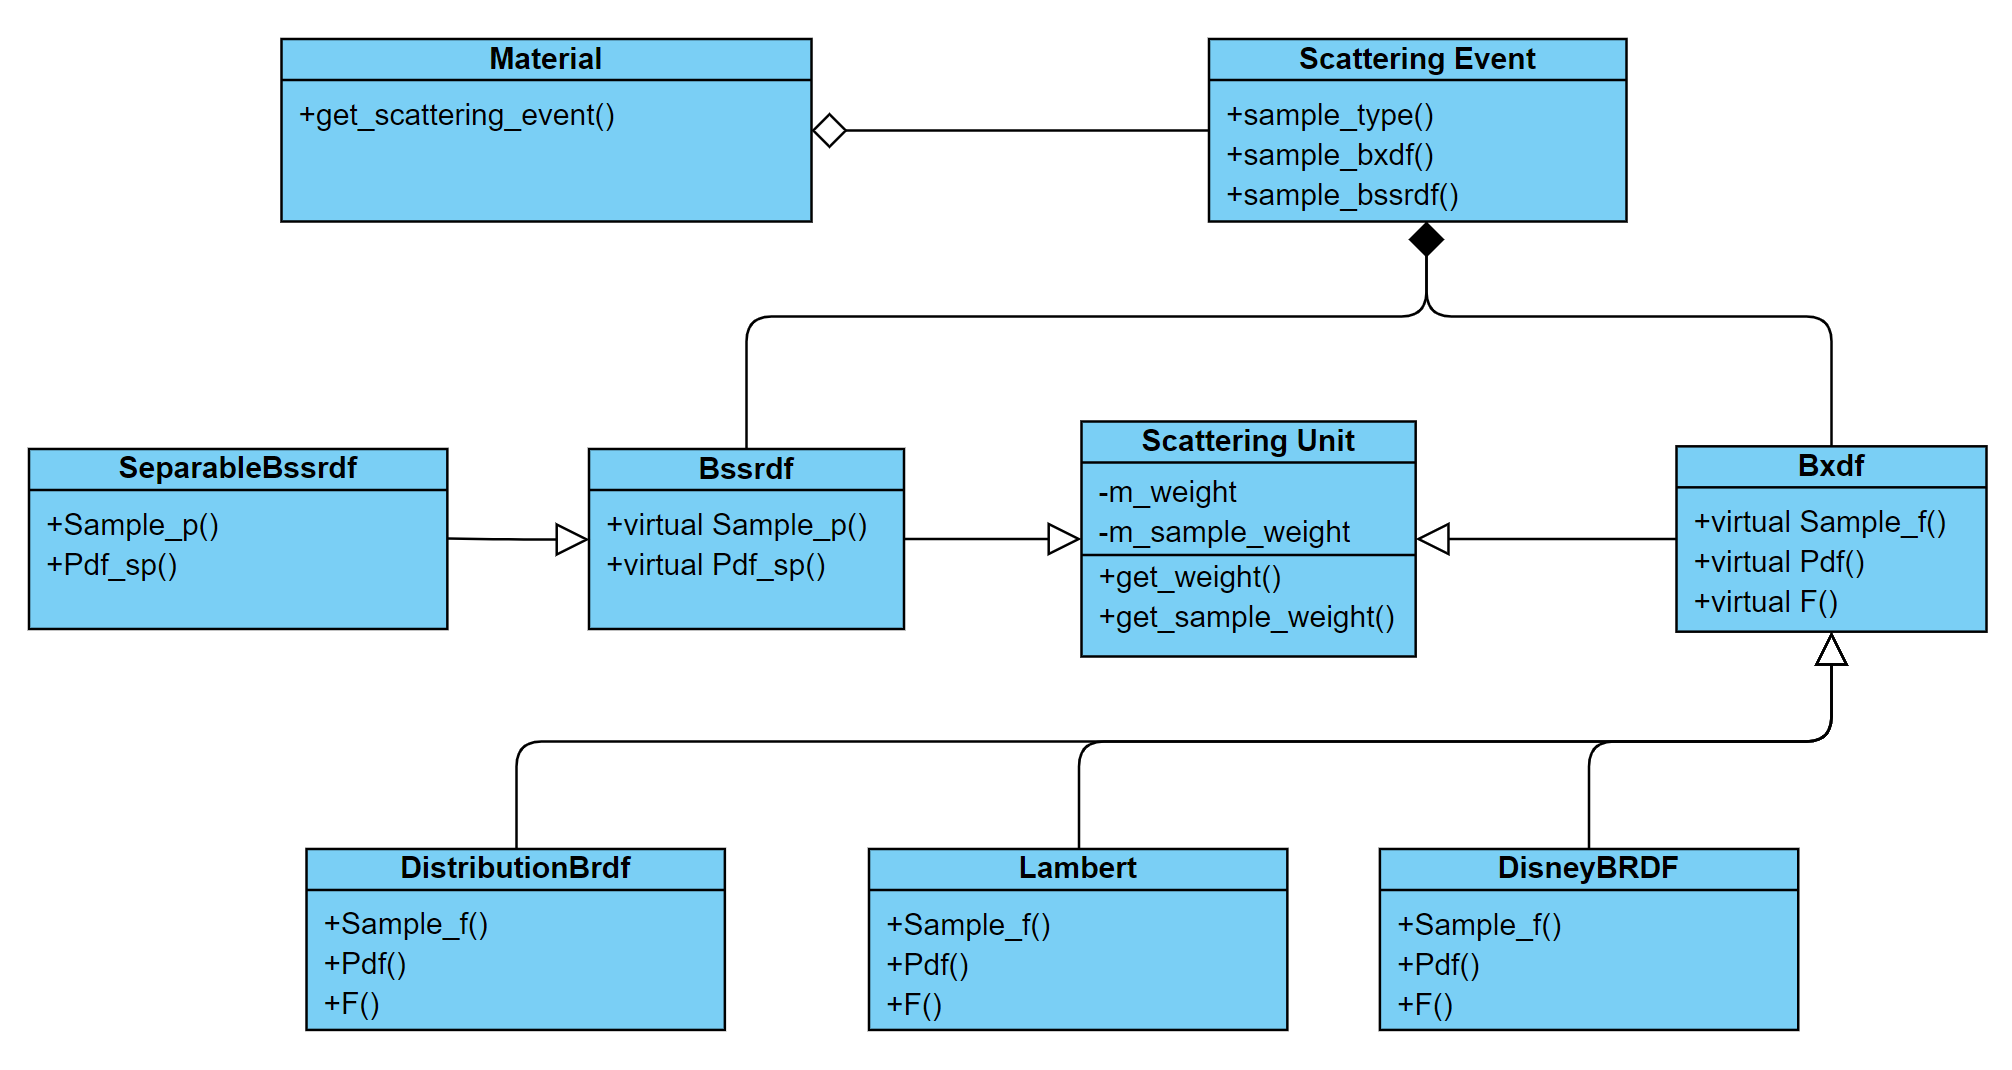 Material
+get_scattering_event()
Scattering Event
+sample_type()
+sample_bxdf()
+sample_bssrdf()
SeparableBssrdf
+Sample_p()
+Pdf_sp()
Bssrdf
+virtual Sample_p()
+virtual Pdf_sp()
Scattering Unit
-m_weight
-m_sample_weight
+get_weight()
+get_sample_weight()
Bxdf
+virtual Sample_f()
+virtual Pdf()
+virtual F()
DistributionBrdf
+Sample_f()
+Pdf()
+F()
Lambert
+Sample_f()
+Pdf()
+F()
DisneyBRDF
+Sample_f()
+Pdf()
+F()